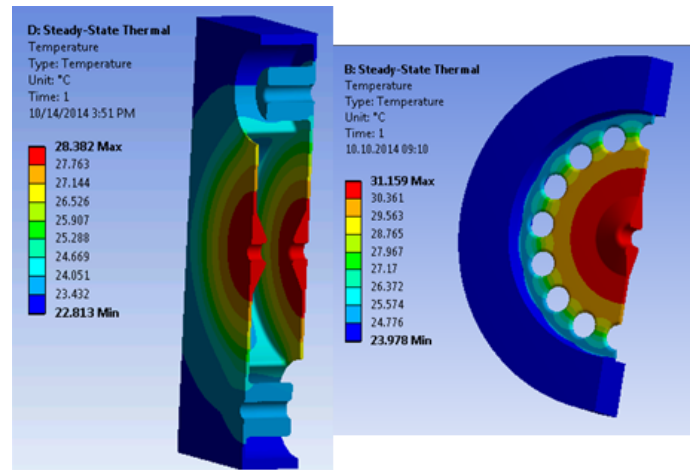 D: Steady-State Thermal
Temperature
Type: Temperature
Unit: °C
Time: 1
10/14/2014 3:51 PM
28.382 Max
27.763
27.144
26.526
25.907
25.288
24.669
24.051
23.432
22.813 Min
B: Steady-State Thermal
Temperature
Type: Temperature
Unit: °C
Time: 1
10.10.2014 09:10
31.159 Max
30.361
29.563
28.765
27.967
27.17
26.372
25.574
24.776
23.978 Min